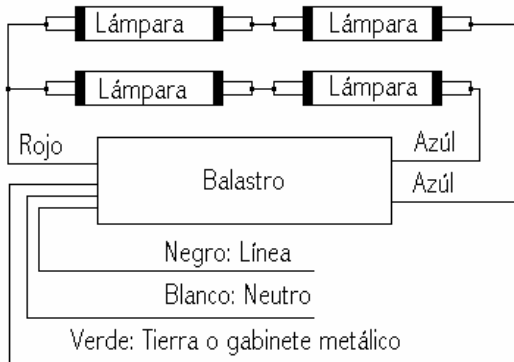 Lámpara Lámpara
Lámpara Lámpara
Rojo
Azúl
Balastro
Azúl
Negro: Línea
Blanco: Neutro
Verde: Tierra o gabinete metálico